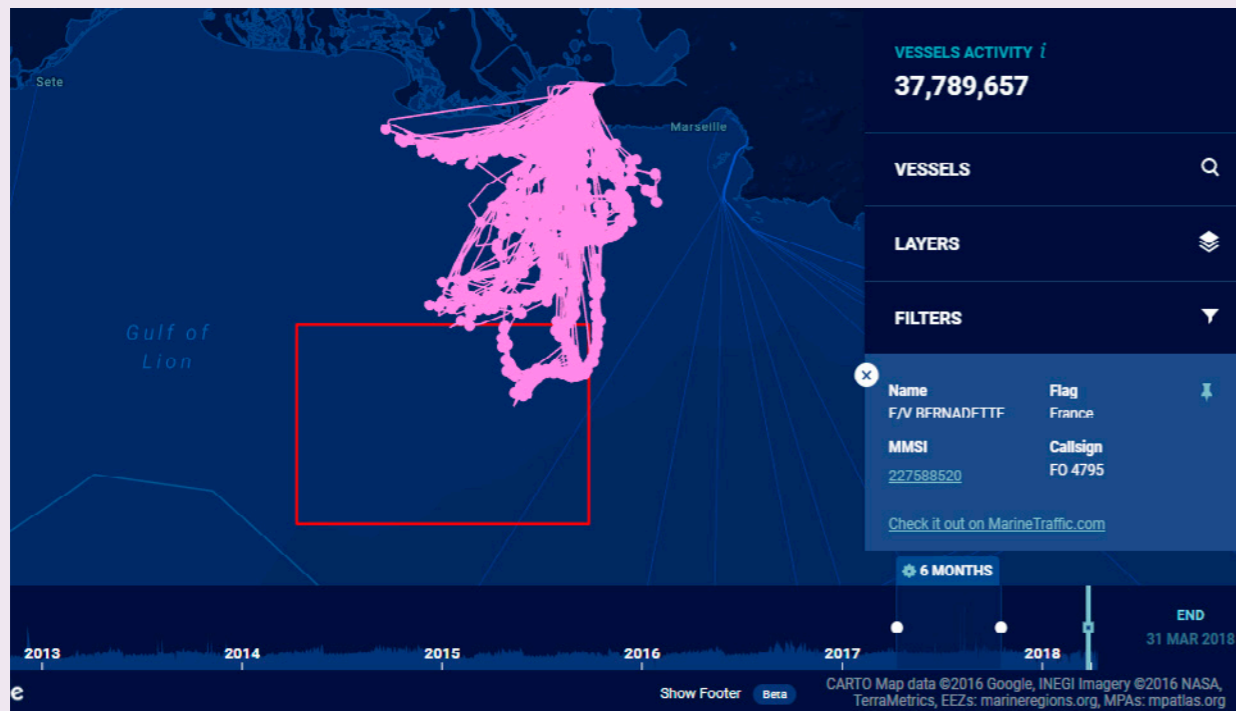 Sete
Marseille
Gulf of
Lion
VESSELS ACTIVITY i
37,789,657
VESSELS
LAYERS
FILTERS
Name
F/V BERNADETTE
Flag
France
MMSI
227588520
Callsign
FO 4795
Check it out on MarineTraffic.com
6 MONTHS
2013 2014 2015 2016 2017 2018
END
31 MAR 2018
e
Show Footer Beta
CARTO Map data ©2016 Google, INEGI Imagery ©2016 NASA,
TerraMetrics, EEZs: marineregions.org, MPAs: mpatlas.org